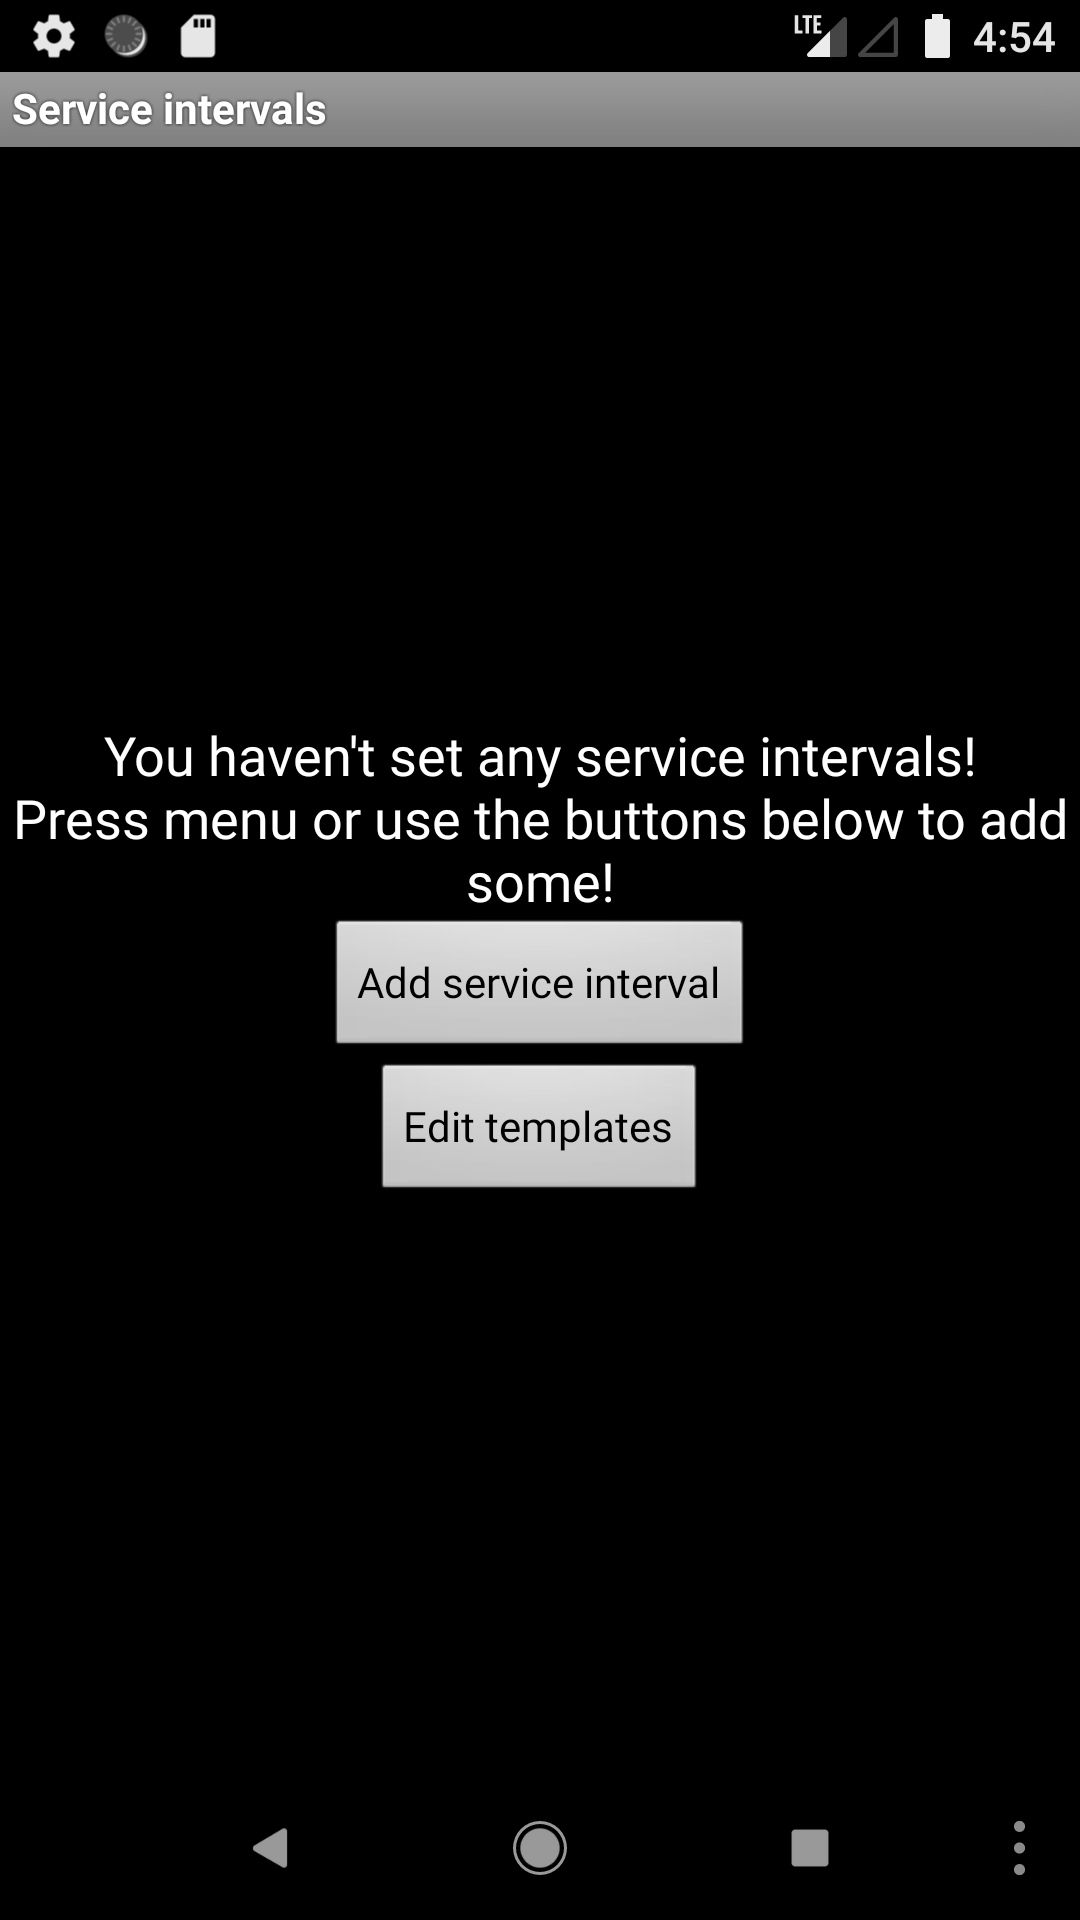 LTE 4:54
Service intervals
You haven't set any service intervals!
Press menu or use the buttons below to add
some!
Add service interval
Edit templates